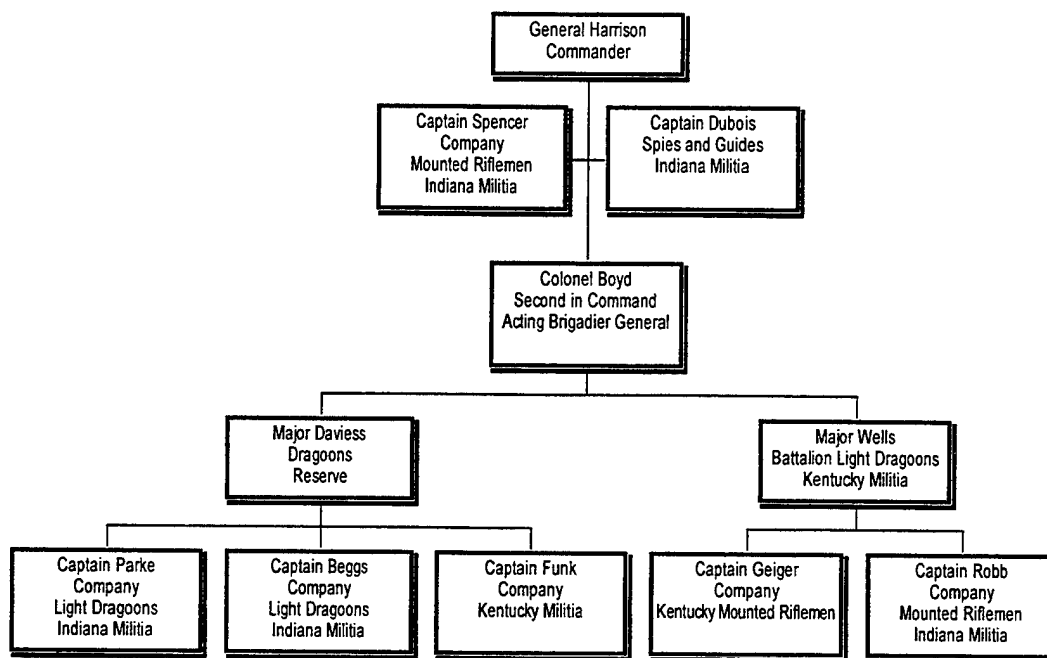 General Harrison
Commander
Captain Spencer
Company
Mounted Riflemen
Indiana Militia
Captain Dubois
Spies and Guides
Indiana Militia
Colonel Boyd
Second in Command
Acting Brigadier General
Major Daviess
Dragoons
Reserve
Major Wells
Battalion Light Dragoons
Kentucky Militia
Captain Parke
Company
Light Dragoons
Indiana Militia
Captain Beggs
Company
Light Dragoons
Indiana Militia
Captain Funk
Company
Kentucky Militia
Captain Geiger
Company
Kentucky Mounted Riflemen
Captain Robb
Company
Mounted Riflemen
Indiana Militia